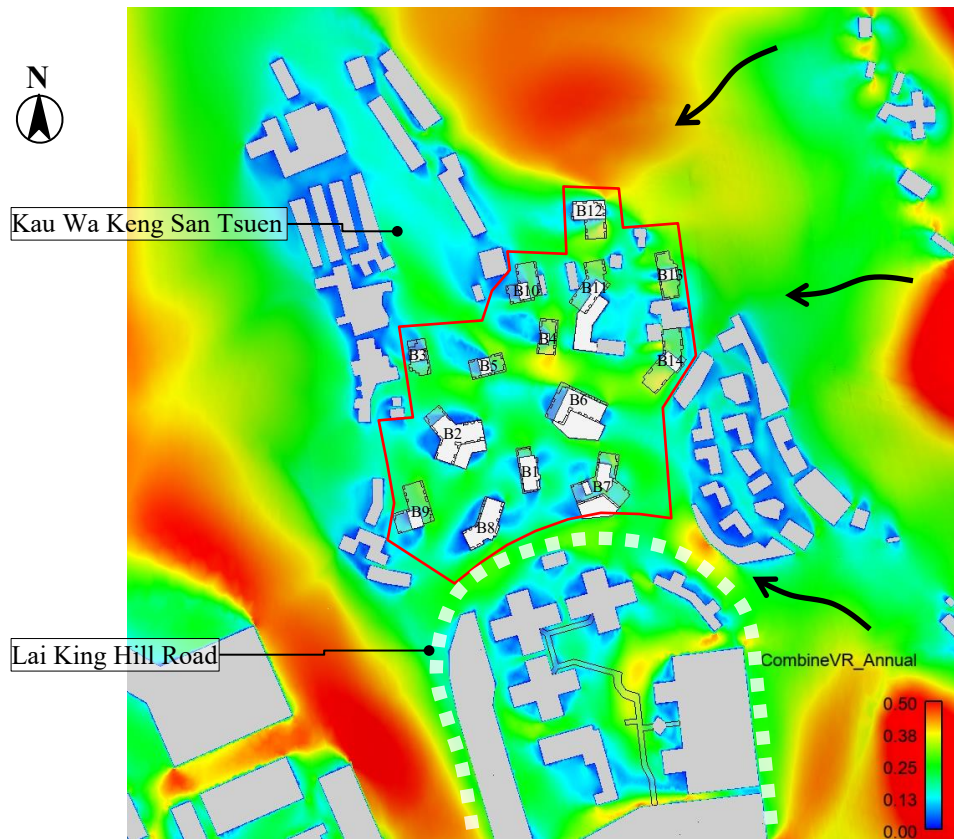 N
Kau Wa Keng San Tsuen
B12
B13
B10
B11
B4
B3
B5
B14
B6
B2
B1
B7
B9
B8
Lai King Hill Road
CombineVR_Annual
0.50
0.38
0.25
0.13
0.00